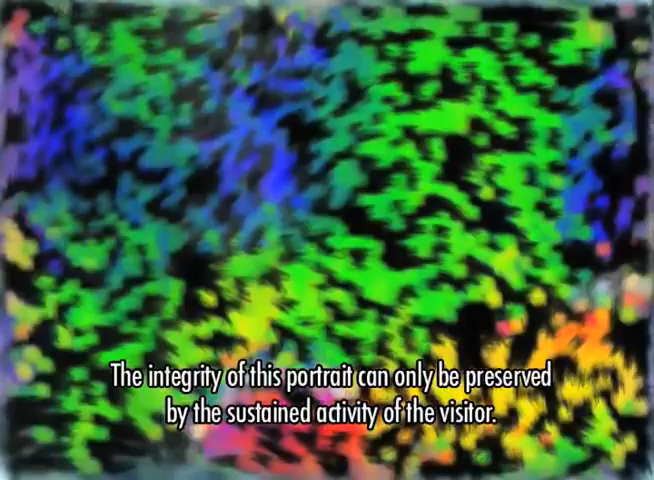 The integrity of this portrait can only be preserved
by the sustained activity of the visitor.